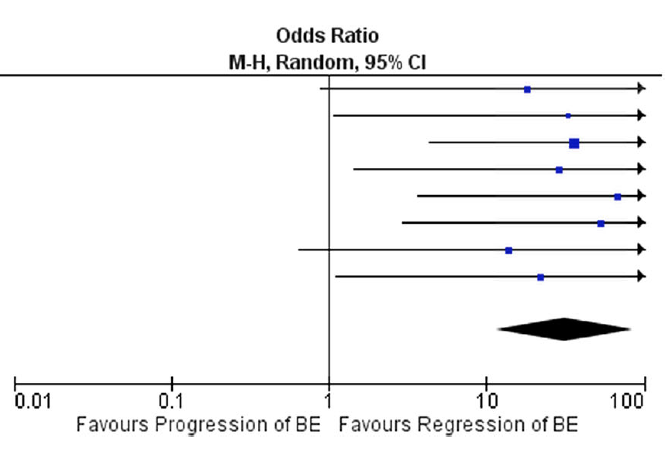 Odds Ratio
M-H, Random, 95% CI
0.01 0.1 1 10 100
Favours Progression of BE Favours Regression of BE